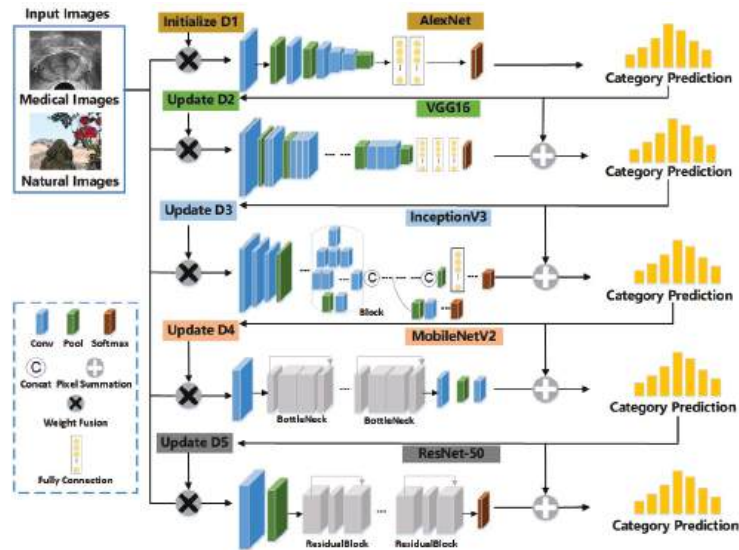 Input Images
Medical Images
Natural Images
Initialize D1
AlexNet
Category Prediction
Update D2
VGG16
Category Prediction
Update D3
InceptionV3
C
C
Block
Category Prediction
Update D4
MobileNetV2
BottleNeck
BottleNeck
Category Prediction
Update D5
ResNet-50
ResidualBlock
ResidualBlock
Category Prediction
Conv
Pool
Softmax
C
Concat
Pixel Summation
Weight Fusion
Fully Connection